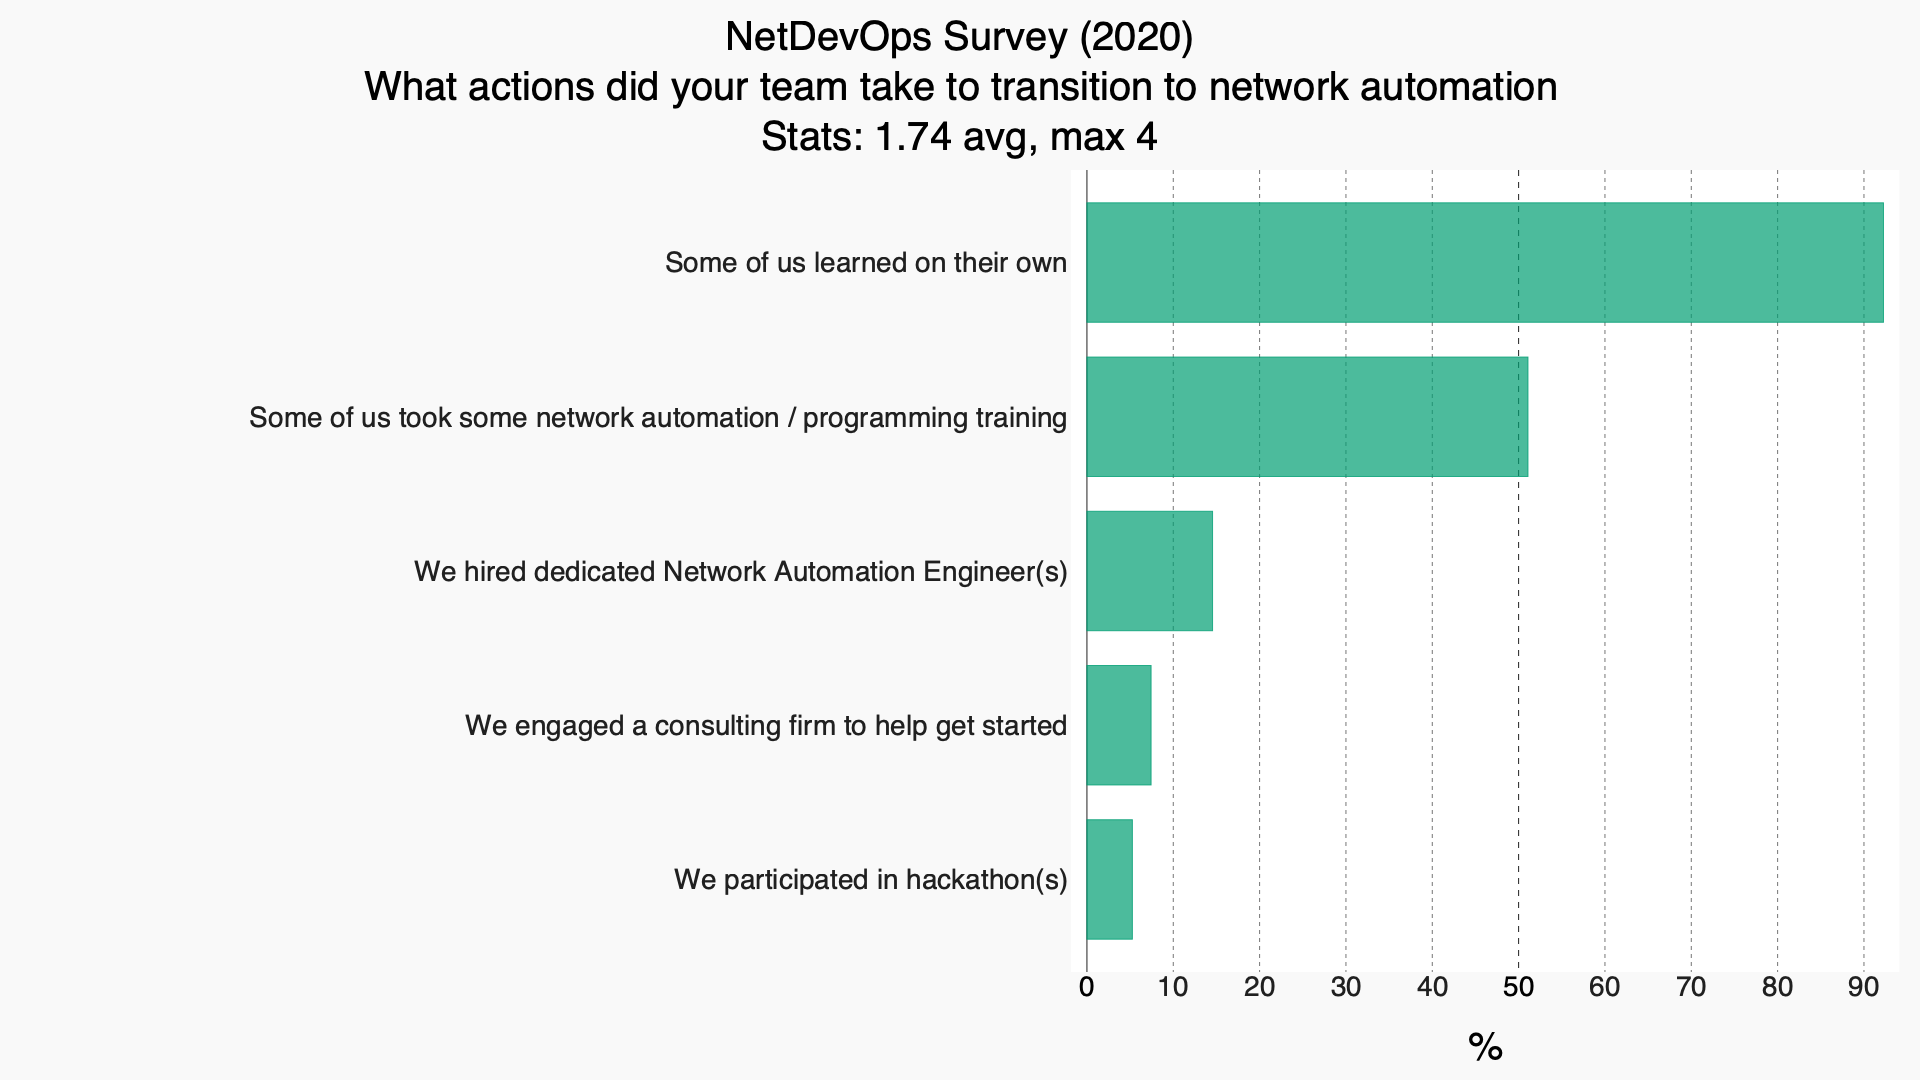 NetDevOps Survey (2020)
What actions did your team take to transition to network automation
Stats: 1.74 avg, max 4
Some of us learned on their own
Some of us took some network automation / programming training
We hired dedicated Network Automation Engineer(s)
We engaged a consulting firm to help get started
We participated in hackathon(s)
0 10 20 30 40 50 60 70 80 90
%